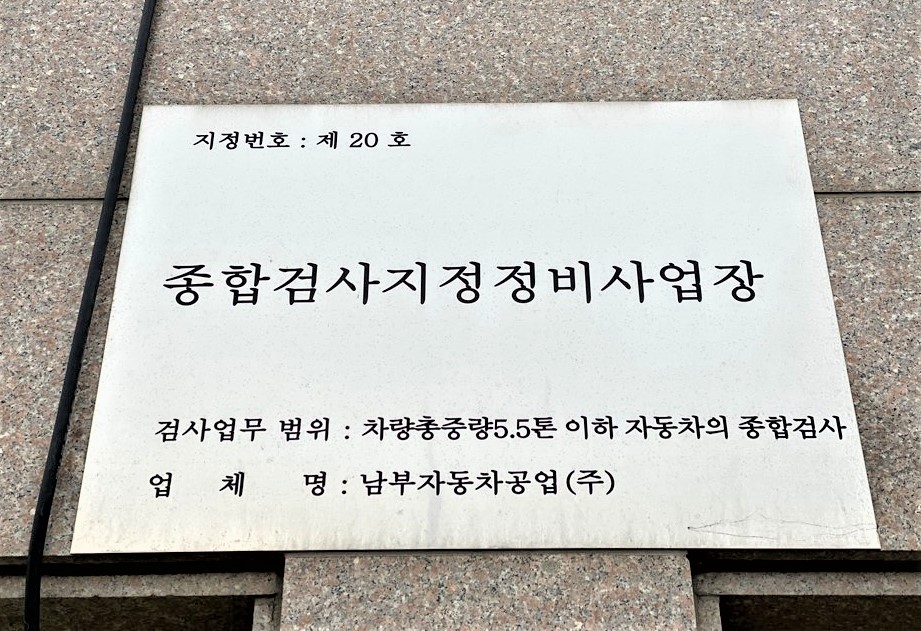 지정번호 : 제 20 호
종합검사지정정비사업장
검사업무 범위 : 차량총중량5.5톤 이하 자동차의 종합검사
업 체 명 : 남부자동차공업(주)